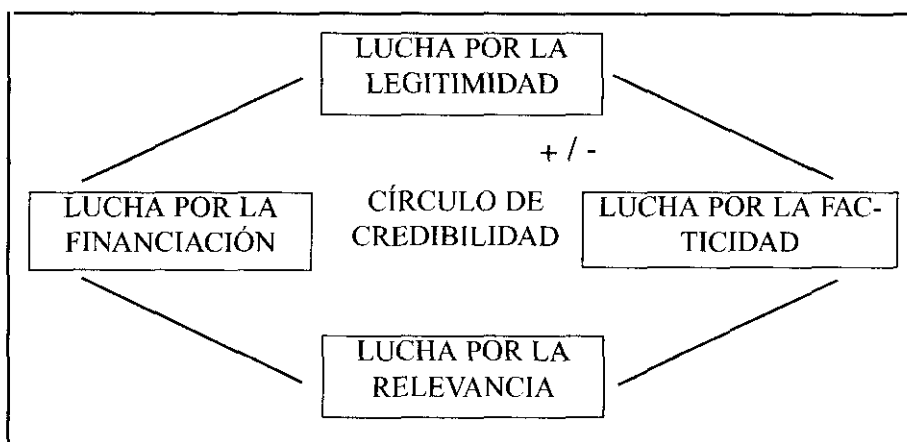 LUCHA POR LA
LEGITIMIDAD
+ / -
LUCHA POR LA
FINANCIACIÓN
CÍRCULO DE
CREDIBILIDAD
LUCHA POR LA FAC-
TICIDAD
LUCHA POR LA
RELEVANCIA